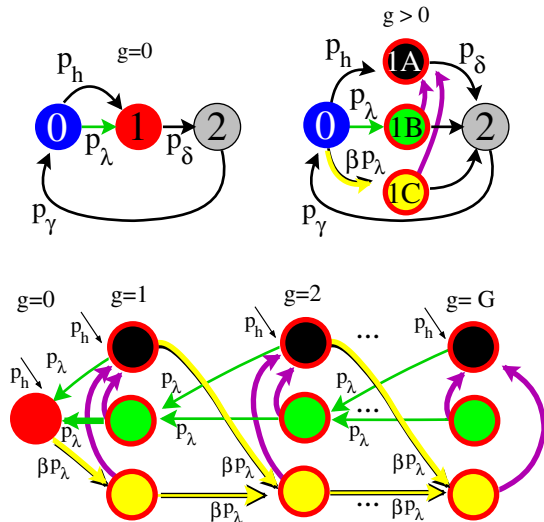 g=0
g > 0
p_h
p_h
1A
p_δ
0
p_λ
1
p_δ
2
0
p_λ
1B
2
βp_λ
1C
p_γ
p_γ
g=0
g=1
g=2
...
g= G
p_h
p_h
p_h
p_h
p_λ
p_λ
p_λ
p_λ
p_λ
...
p_λ
βp_λ
βp_λ
βp_λ
βp_λ
...
βp_λ